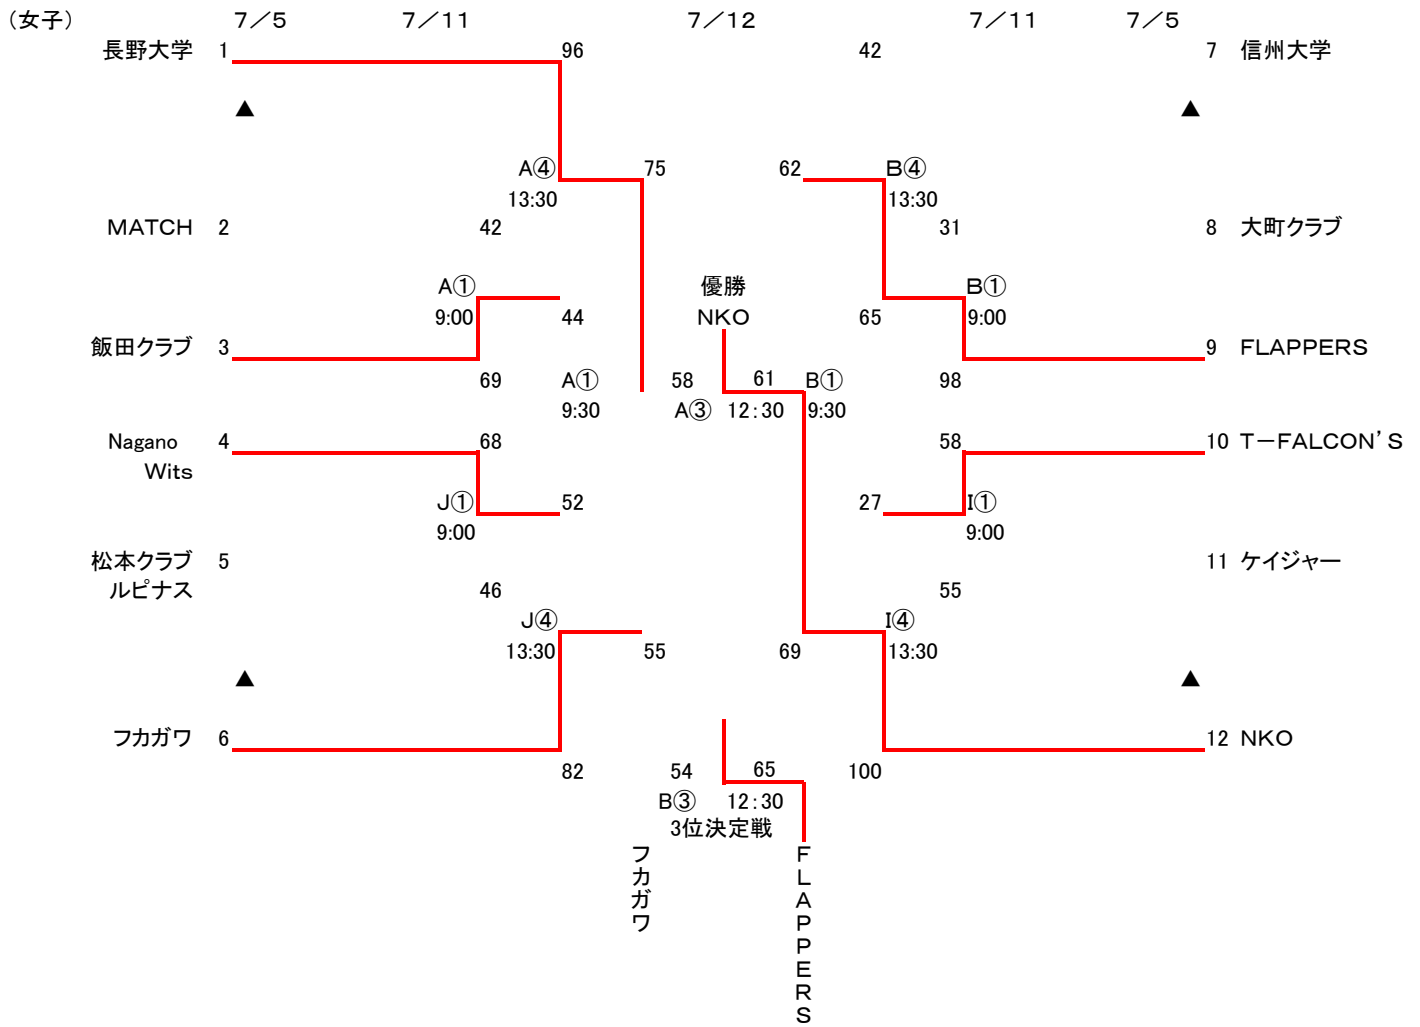 （女子） 7／5 7／11 7／12 7／11 7／5
長野大学 1 96 42 7 信州大学
▲ ▲
A④ 75 62 B④
13:30 13:30
MATCH 2 42 31 8 大町クラブ
A① 優勝 B①
9:00 44 NKO 65 9:00
飯田クラブ 3 9 FLAPPERS
69 A① 58 61 B① 98
9:30 A③ 12：30 9:30
Nagano 4 68 58 10 T－FALCON’S
Wits
J① 52 27 I①
9:00 9:00
松本クラブ 5 11 ケイジャー
ルピナス 46 55
J④ I④
13:30 55 69 13:30
▲ ▲
フカガワ 6 12 NKO
82 54 65 100
B③ 12：30
3位決定戦
フカガワ
FLAPPERS